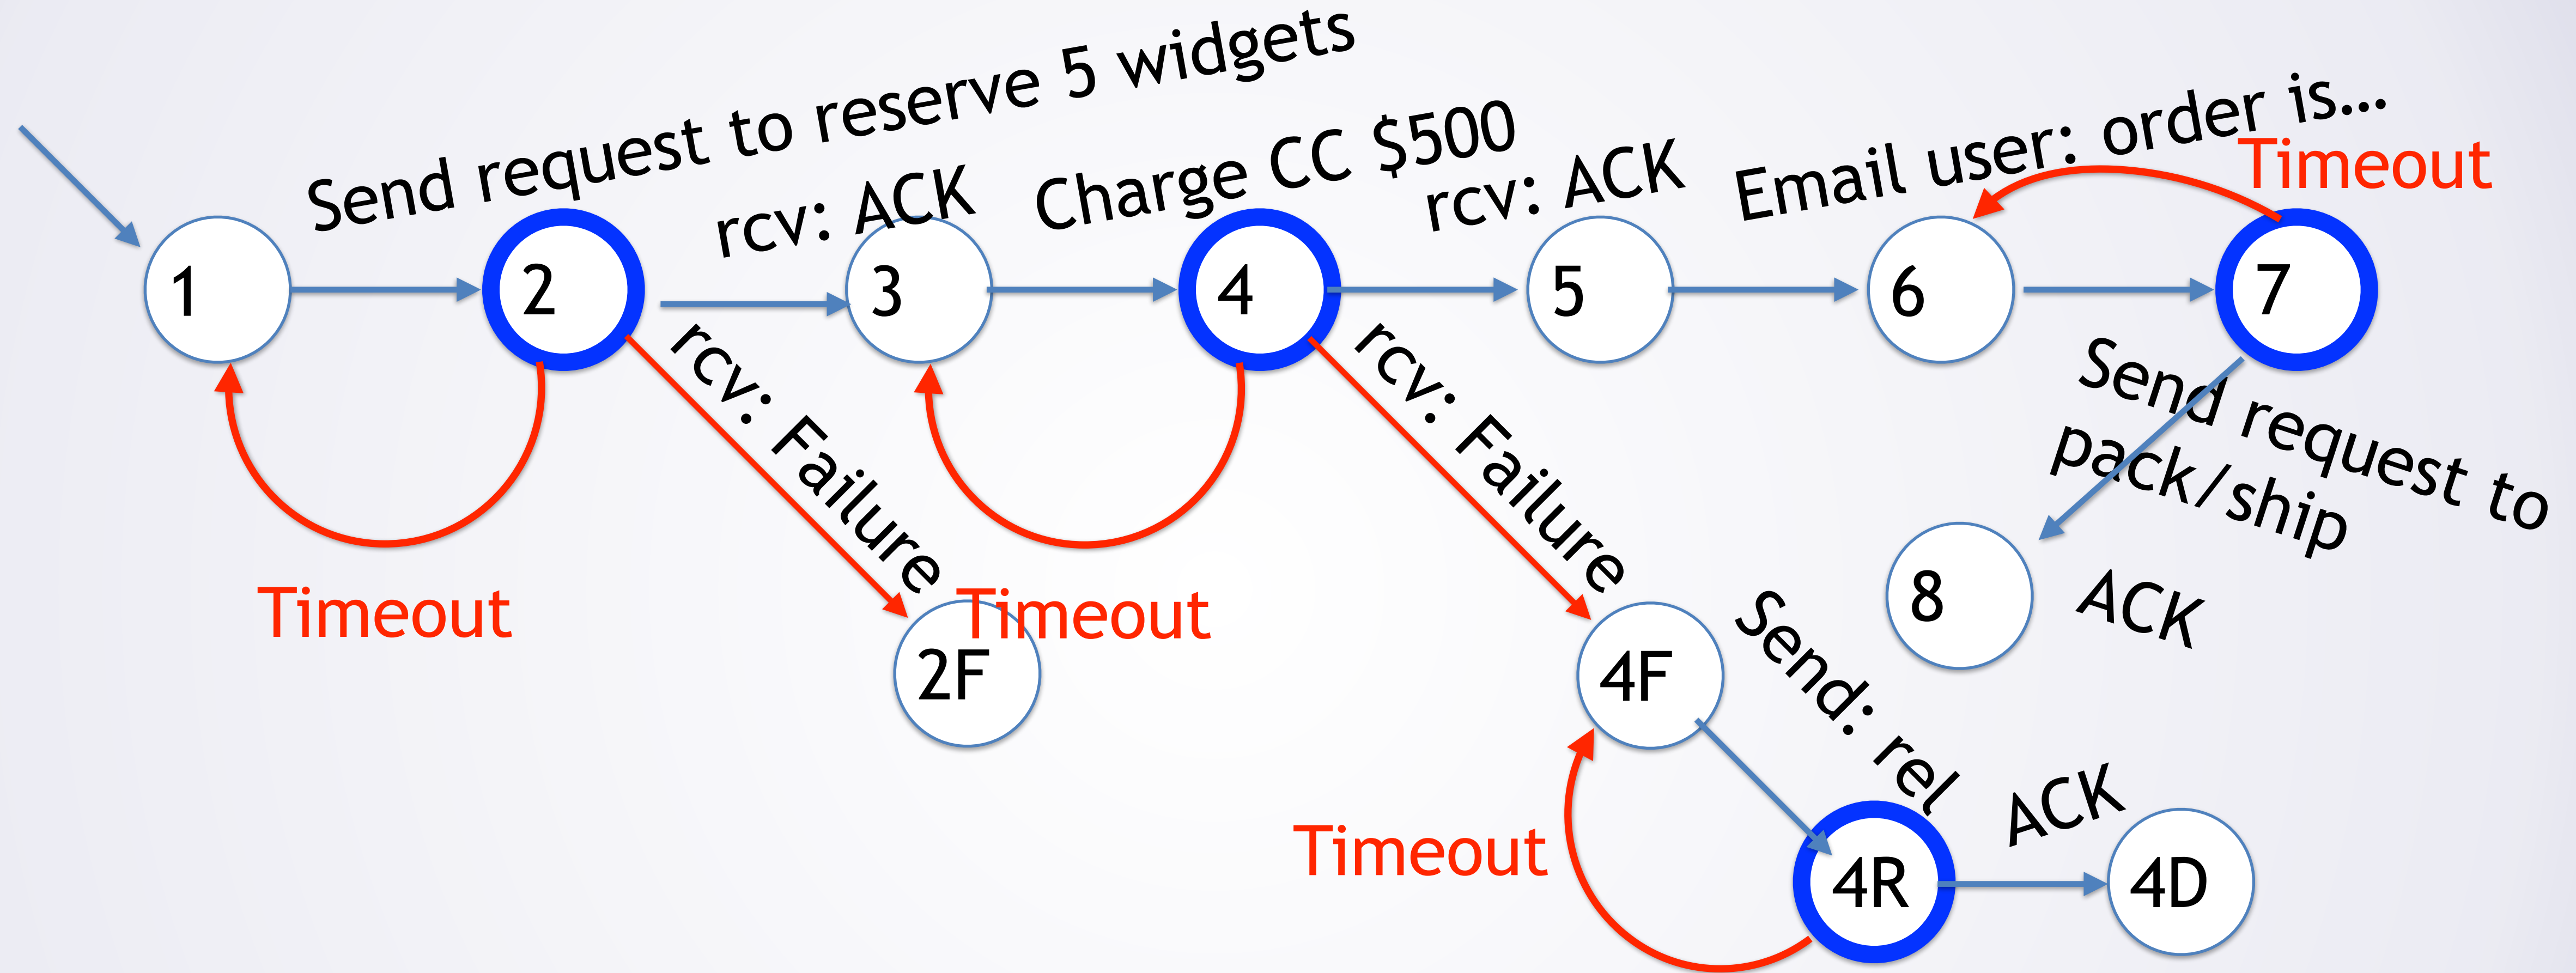 Send request to reserve 5 widgets
rcv: ACK
Charge CC $500
rcv: ACK
Email user: order is...
Timeout
1
2
3
4
5
6
7
rcv: Failure
rcv: Failure
Send request to
pack/ship
Timeout
Timeout
2F
4F
8
ACK
Send: rel
Timeout
4R
ACK
4D